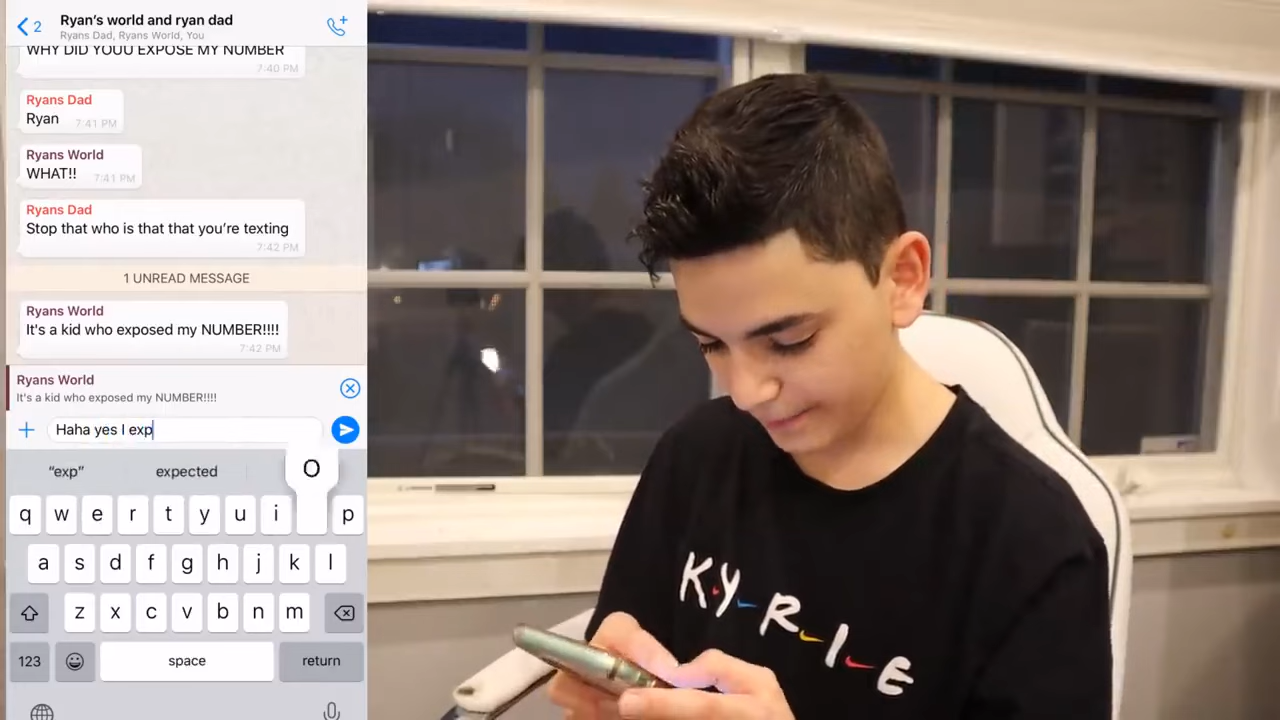 2
Ryan's world and ryan dad
Ryans Dad, Ryans World, You
WHY DID YOUU EXPOSE MY NUMBER
7:40 PM
Ryans Dad
Ryan
7:41 PM
Ryans World
WHAT!!
7:41 PM
Ryans Dad
Stop that who is that that you're texting
7:42 PM
1 UNREAD MESSAGE
Ryans World
It's a kid who exposed my NUMBER!!!!
7:42 PM
Ryans World
It's a kid who exposed my NUMBER!!!!
Haha yes I exp
“exp”
expected
O
q w e r t y u i p
a s d f g h j k l
z x c v b n m
123
space
return
KYRIE